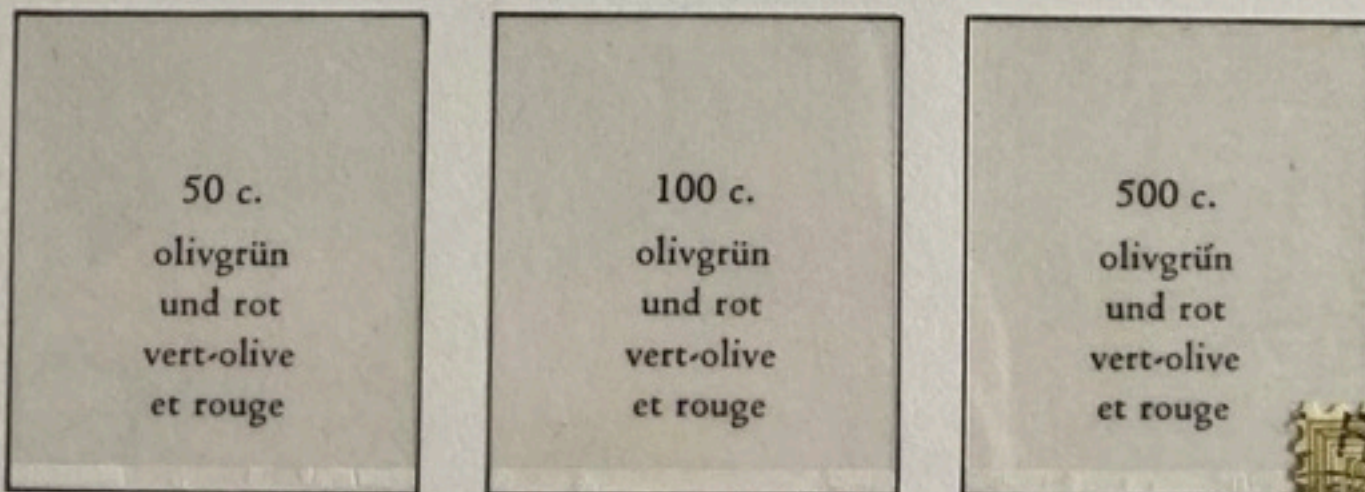 50 c.
olivgrün
und rot
vert-olive
et rouge
100 c.
olivgrün
und rot
vert-olive
et rouge
500 c.
olivgrün
und rot
vert-olive
et rouge